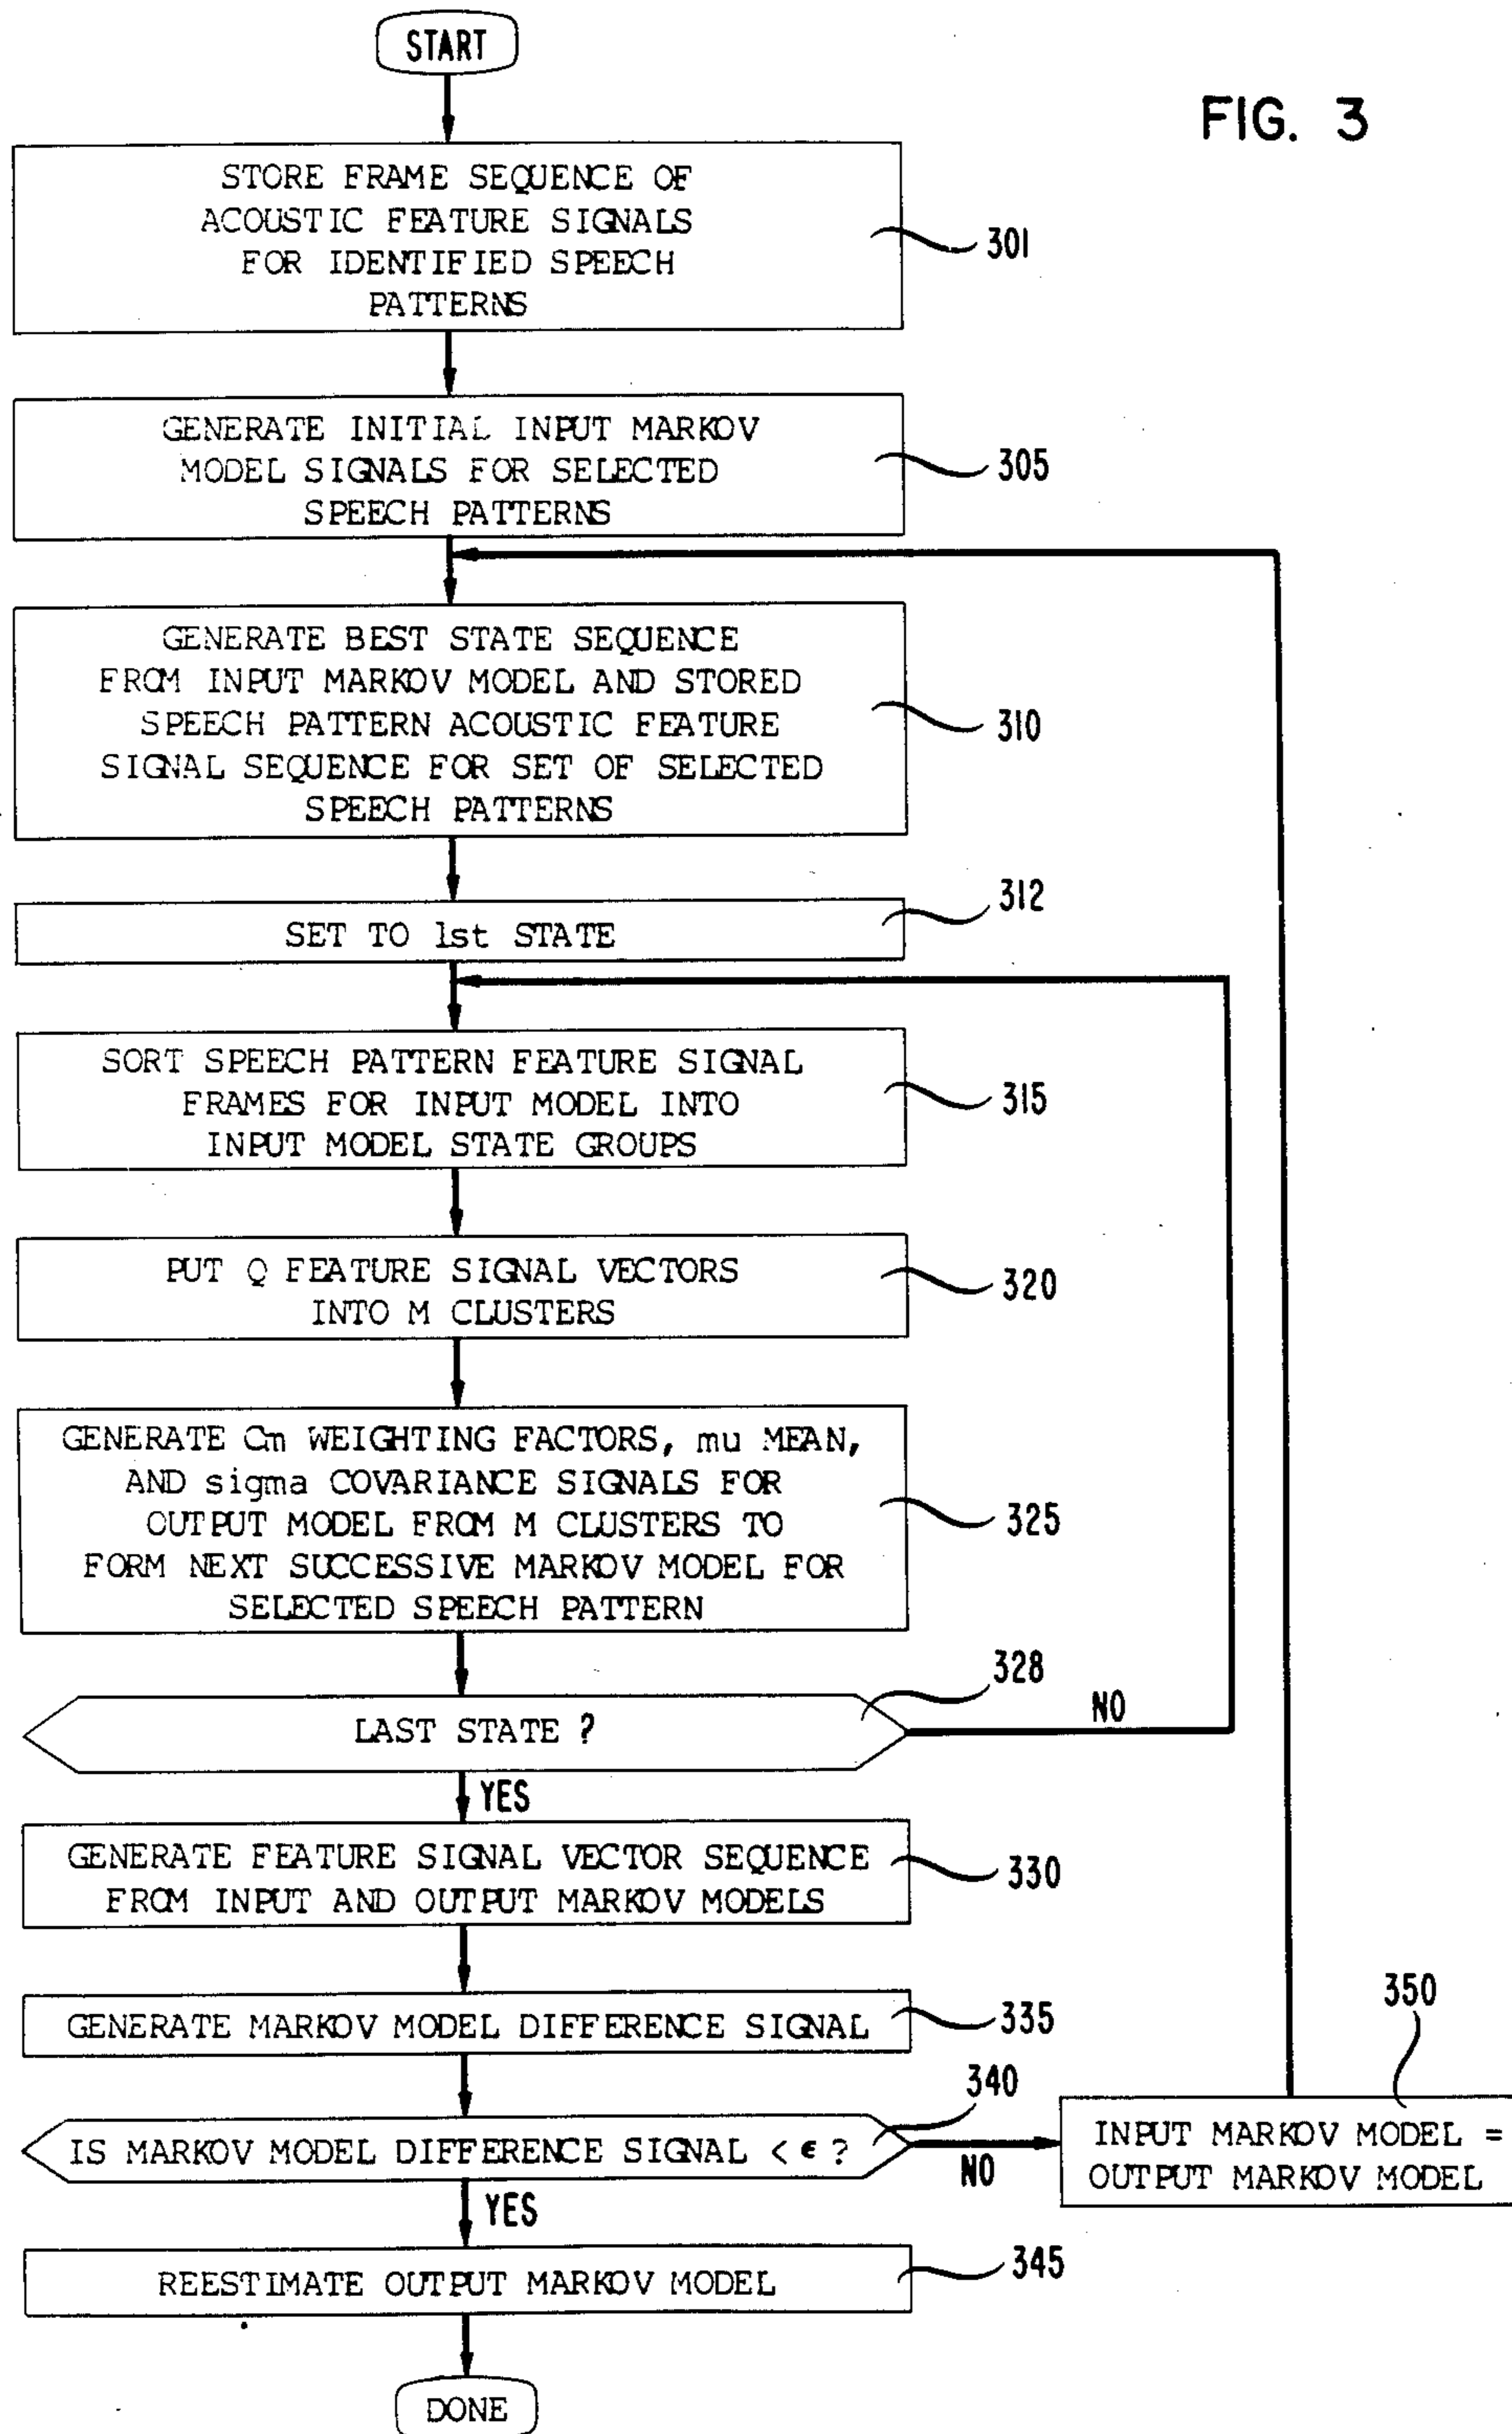 START
FIG. 3
STORE FRAME SEQUENCE OF
ACOUSTIC FEATURE SIGNALS
FOR IDENTIFIED SPEECH
PATTERNS
301
GENERATE INITIAL INPUT MARKOV
MODEL SIGNALS FOR SELECTED
SPEECH PATTERNS
305
GENERATE BEST STATE SEQUENCE
FROM INPUT MARKOV MODEL AND STORED
SPEECH PATTERN ACOUSTIC FEATURE
SIGNAL SEQUENCE FOR SET OF SELECTED
SPEECH PATTERNS
310
SET TO 1st STATE
312
SORT SPEECH PATTERN FEATURE SIGNAL
FRAMES FOR INPUT MODEL INTO
INPUT MODEL STATE GROUPS
315
PUT Q FEATURE SIGNAL VECTORS
INTO M CLUSTERS
320
GENERATE Cm WEIGHTING FACTORS, mu MEAN,
AND sigma COVARIANCE SIGNALS FOR
OUTPUT MODEL FROM M CLUSTERS TO
FORM NEXT SUCCESSIVE MARKOV MODEL FOR
SELECTED SPEECH PATTERN
325
LAST STATE ?
328
NO
YES
GENERATE FEATURE SIGNAL VECTOR SEQUENCE
FROM INPUT AND OUTPUT MARKOV MODELS
330
GENERATE MARKOV MODEL DIFFERENCE SIGNAL
335
IS MARKOV MODEL DIFFERENCE SIGNAL < ϵ ?
340
NO
350
INPUT MARKOV MODEL =
OUTPUT MARKOV MODEL
YES
REESTIMATE OUTPUT MARKOV MODEL
345
DONE